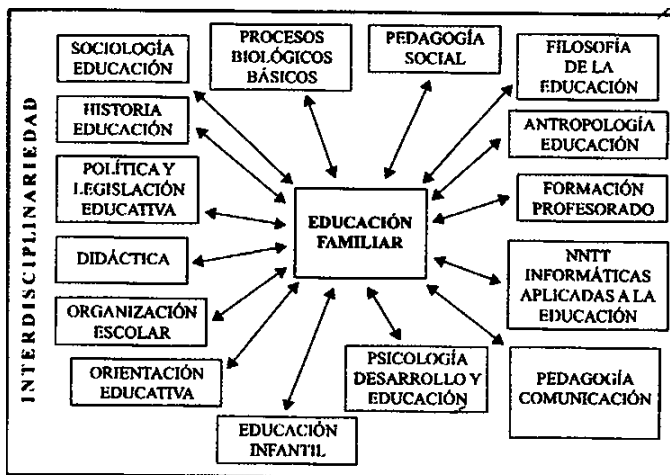 INTERDISCIPLINARIEDAD
SOCIOLOGÍA
EDUCACIÓN
PROCESOS
BIOLÓGICOS
BÁSICOS
PEDAGOGÍA
SOCIAL
FILOSOFÍA
DE LA
EDUCACIÓN
HISTORIA
EDUCACIÓN
ANTROPOLOGÍA
EDUCACIÓN
POLÍTICA Y
LEGISLACIÓN
EDUCATIVA
EDUCACIÓN
FAMILIAR
FORMACIÓN
PROFESORADO
DIDÁCTICA
NNTT
INFORMÁTICAS
APLICADAS A LA
EDUCACIÓN
ORGANIZACIÓN
ESCOLAR
ORIENTACIÓN
EDUCATIVA
PSICOLOGÍA
DESARROLLO Y
EDUCACIÓN
PEDAGOGÍA
COMUNICACIÓN
EDUCACIÓN
INFANTIL